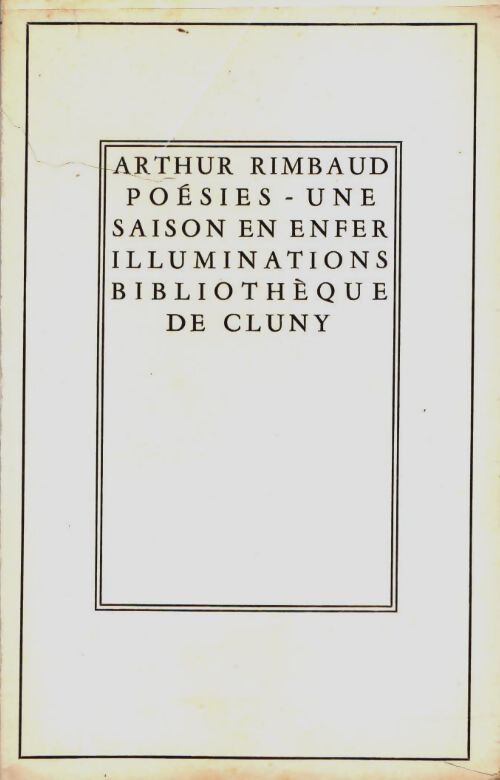 ARTHUR RIMBAUD
POÉSIES - UNE
SAISON EN ENFER
ILLUMINATIONS
BIBLIOTHÈQUE
DE CLUNY